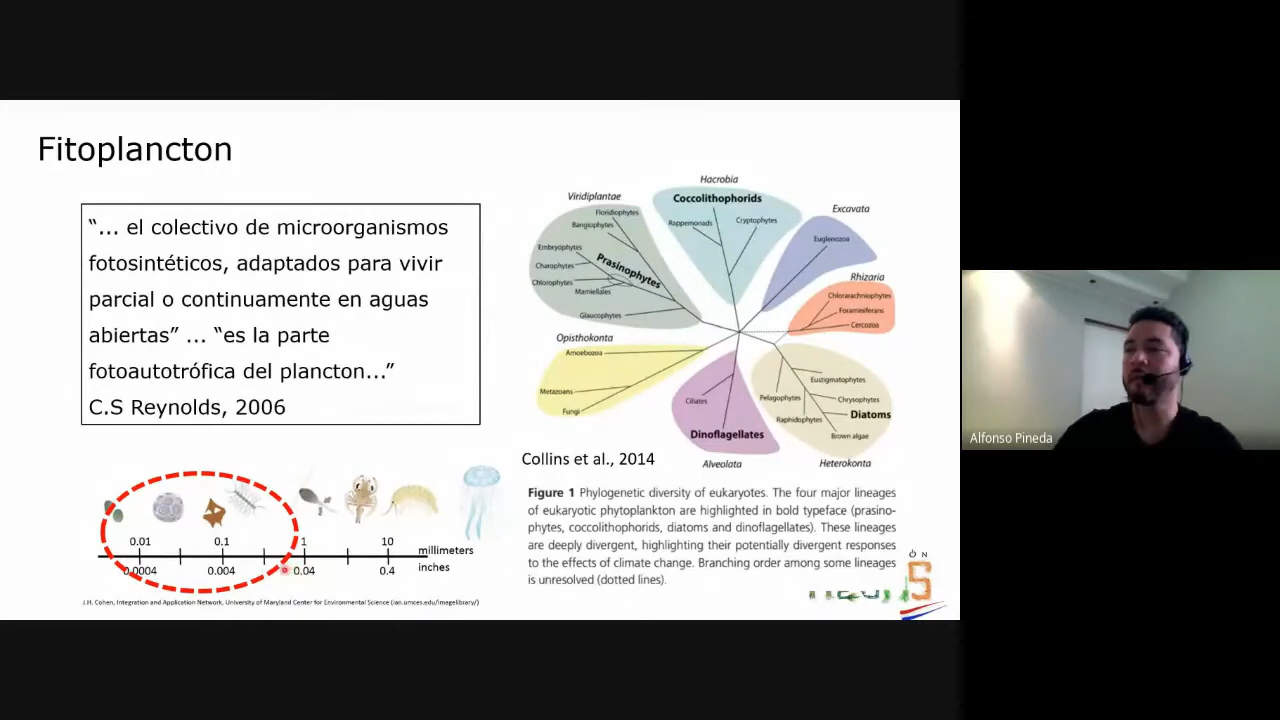 Fitoplancton
“... el colectivo de microorganismos
fotosintéticos, adaptados para vivir
parcial o continuamente en aguas
abiertas” ... “es la parte
fotoautotrófica del plancton...”
C.S Reynolds, 2006
0.01
0.1
1
10
millimeters
0.004
0.004
0.04
0.4
inches
J.H. Cohen, Integration and Application Network, University of Maryland Center for Environmental Science (ian.umces.edu/imagelibrary/)
Hacrobia
Coccolithophorids
Rappemonads
Cryptophytes
Viridiplantae
Floridiophytes
Bangiophytes
Embryophytes
Prasinophytes
Charophytes
Chlorophytes
Mamiellales
Glaucophytes
Excavata
Euglenozoa
Rhizaria
Chlorarachniophytes
Foraminiferans
Cercozoa
Opisthokonta
Amoebozoa
Metazoans
Fungi
Ciliates
Dinoflagellates
Alveolata
Eustigmatophytes
Pelagophytes
Chrysophytes
Raphidophytes
Diatoms
Brown algae
Heterokonta
Collins et al., 2014
Figure 1 Phylogenetic diversity of eukaryotes. The four major lineages
of eukaryotic phytoplankton are highlighted in bold typeface (prasino-
phytes, coccolithophorids, diatoms and dinoflagellates). These lineages
are deeply divergent, highlighting their potentially divergent responses
to the effects of climate change. Branching order among some lineages
is unresolved (dotted lines).
Alfonso Pineda